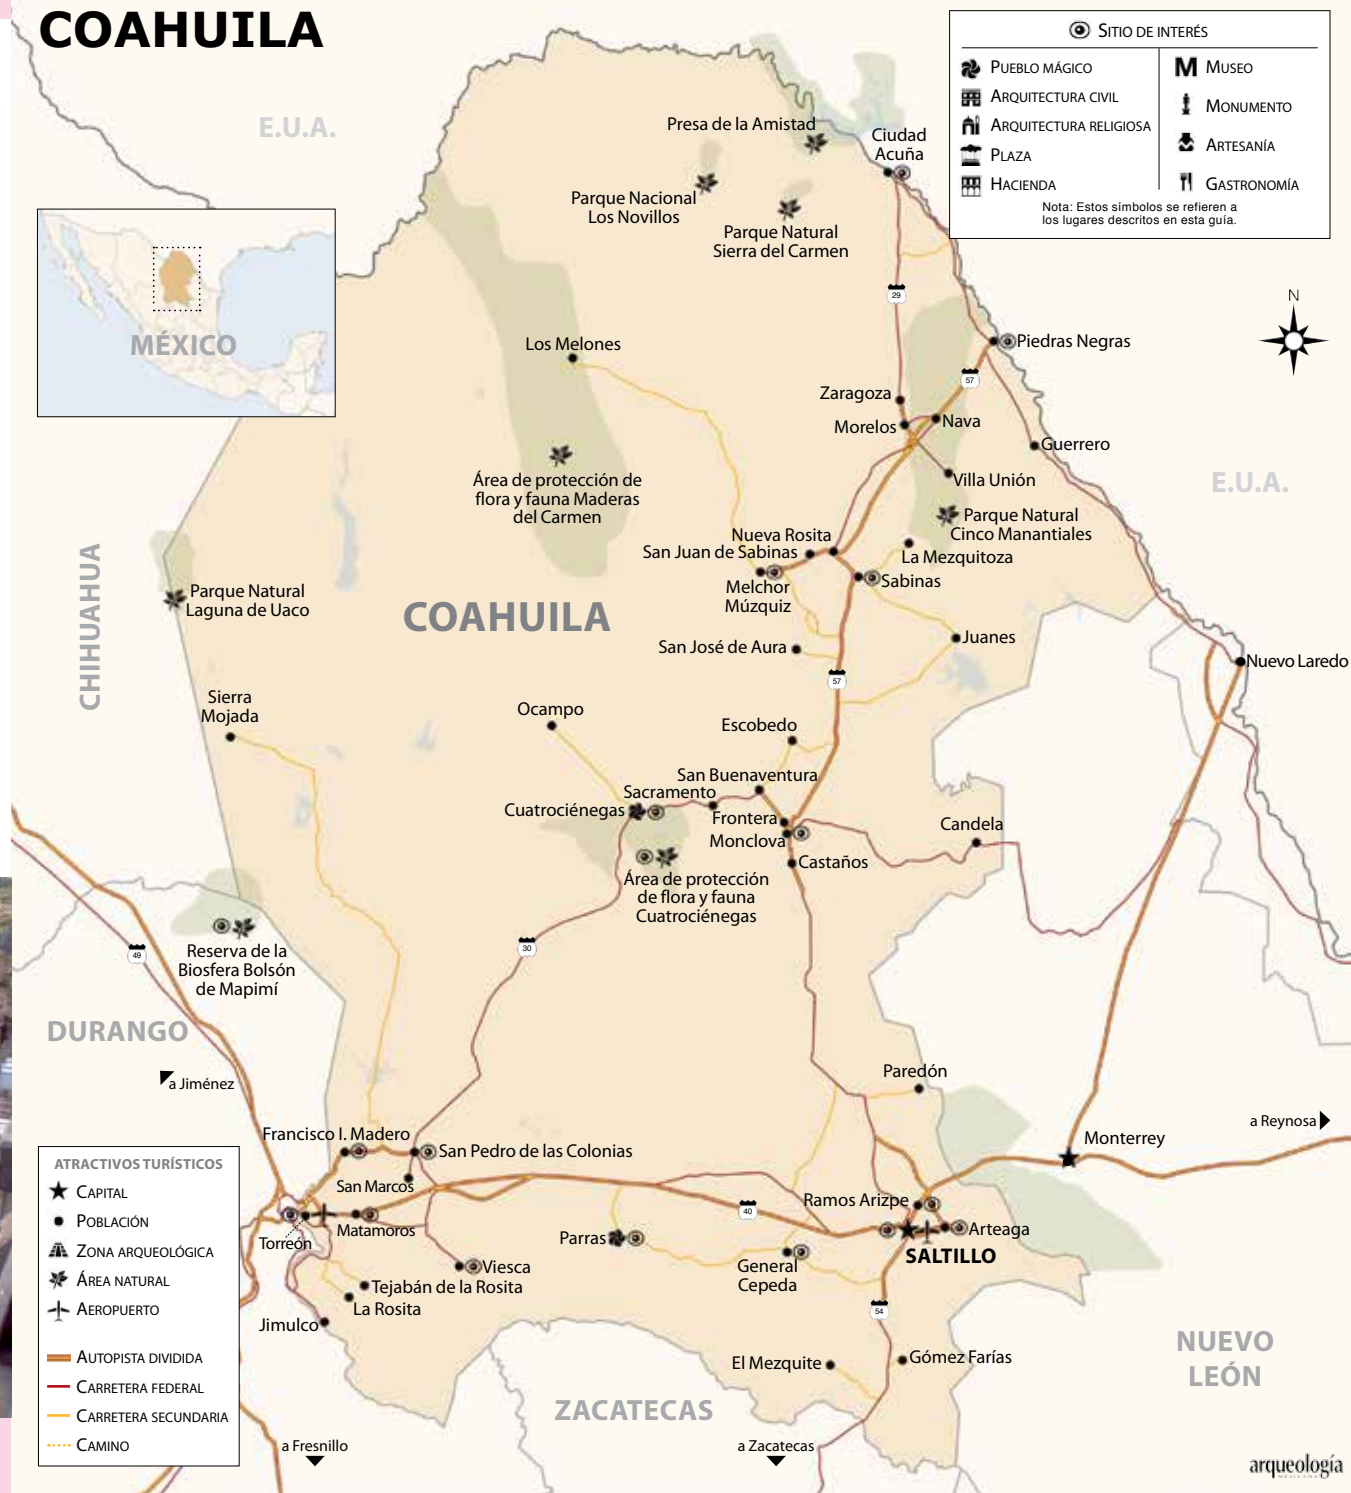 COAHUILA
SITIO DE INTERÉS
PUEBLO MÁGICO
ARQUITECTURA CIVIL
ARQUITECTURA RELIGIOSA
PLAZA
HACIENDA
M MUSEO
MONUMENTO
ARTESANÍA
GASTRONOMÍA
Nota: Estos símbolos se refieren a
los lugares descritos en esta guía.
E.U.A.
MÉXICO
N
Presa de la Amistad
Ciudad
Acuña
Parque Nacional
Los Novillos
Parque Natural
Sierra del Carmen
29
Los Melones
Piedras Negras
57
Zaragoza
Morelos
Nava
Guerrero
Villa Unión
E.U.A.
Área de protección de
flora y fauna Maderas
del Carmen
Parque Natural
Cinco Manantiales
Nueva Rosita
San Juan de Sabinas
La Mezquitoza
Melchor
Múzquiz
Sabinas
CHIHUAHUA
Parque Natural
Laguna de Uaco
COAHUILA
San José de Aura
Juanes
Nuevo Laredo
57
Sierra
Mojada
Ocampo
Escobedo
San Buenaventura
Sacramento
Cuatrociénegas
Frontera
Monclova
Candela
Castaños
Área de protección
de flora y fauna
Cuatrociénegas
30
49
Reserva de la
Biosfera Bolsón
de Mapimí
DURANGO
a Jiménez
Paredón
a Reynosa
Monterrey
Francisco I. Madero
San Pedro de las Colonias
San Marcos
Ramos Arizpe
40
Torreón
Matamoros
Parras
Arteaga
SALTILLO
General
Cepeda
Viesca
Tejabán de la Rosita
La Rosita
Jimulco
54
El Mezquite
Gómez Farías
NUEVO
LEÓN
ZACATECAS
a Fresnillo
a Zacatecas
ATRACTIVOS TURÍSTICOS
CAPITAL
POBLACIÓN
ZONA ARQUEOLÓGICA
ÁREA NATURAL
AEROPUERTO
AUTOPISTA DIVIDIDA
CARRETERA FEDERAL
CARRETERA SECUNDARIA
CAMINO
arqueología